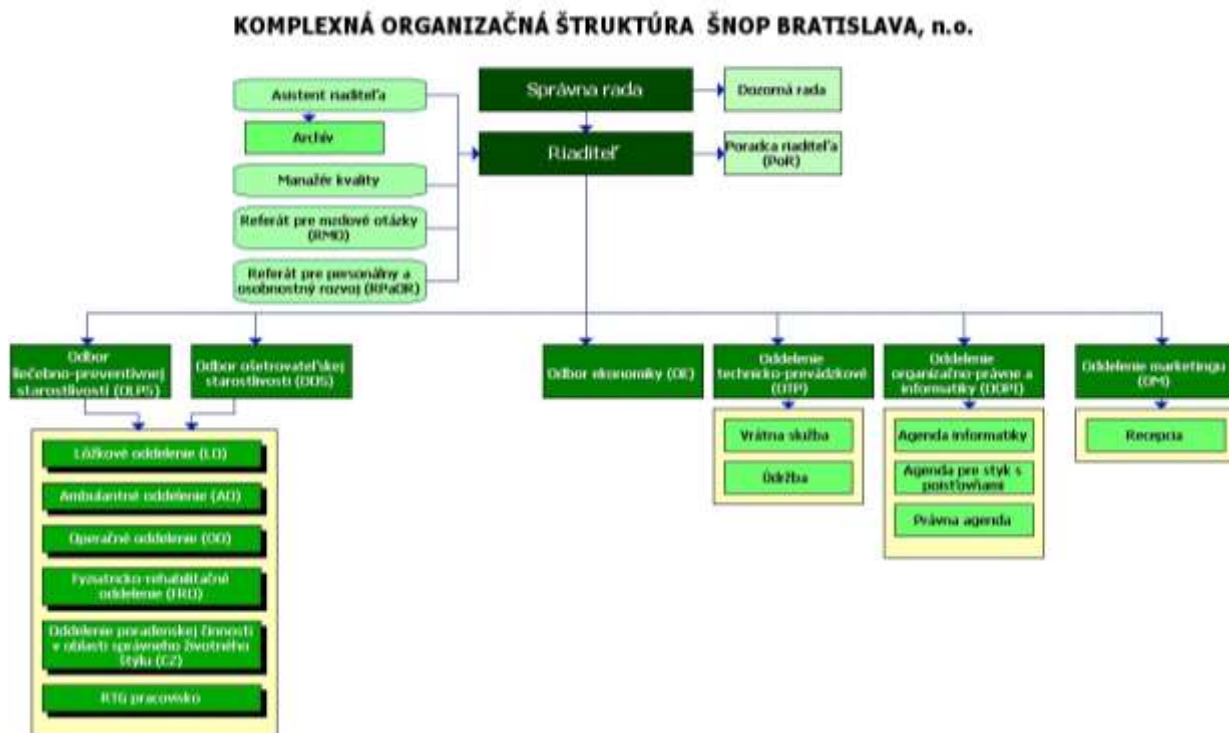 KOMPLEXNÁ ORGANIZAČNÁ ŠTRUKTÚRA ŠNOP BRATISLAVA, n.o.
Asistent riaditeľa
Správna rada
Dozorná rada
Archív
Riaditeľ
Poradca riaditeľa
(PoR)
Manažér kvality
Referát pre mzdové otázky
(RMO)
Referát pre personálny a
osobnostný rozvoj (RPaOR)
Odbor
liečebno-preventívnej
starostlivosti (OLPS)
Odbor ošetrovateľskej
starostlivosti (OOS)
Odbor ekonomiky (OE)
Oddelenie
technicko-prevádzkové
(OTP)
Oddelenie
organizačno-právne a
informatiky (OOPI)
Oddelenie marketingu
(OM)
Lôžkové oddelenie (LO)
Ambulantné oddelenie (AO)
Operačné oddelenie (OO)
Fyziatricko-rehabilitačné
oddelenie (FRO)
Oddelenie poradenskej činnosti
v oblasti správneho životného
štýlu (CZ)
RTG pracovisko
Vrátna služba
Údržba
Agenda informatiky
Agenda pre styk s
poisťovňami
Právna agenda
Recepcia